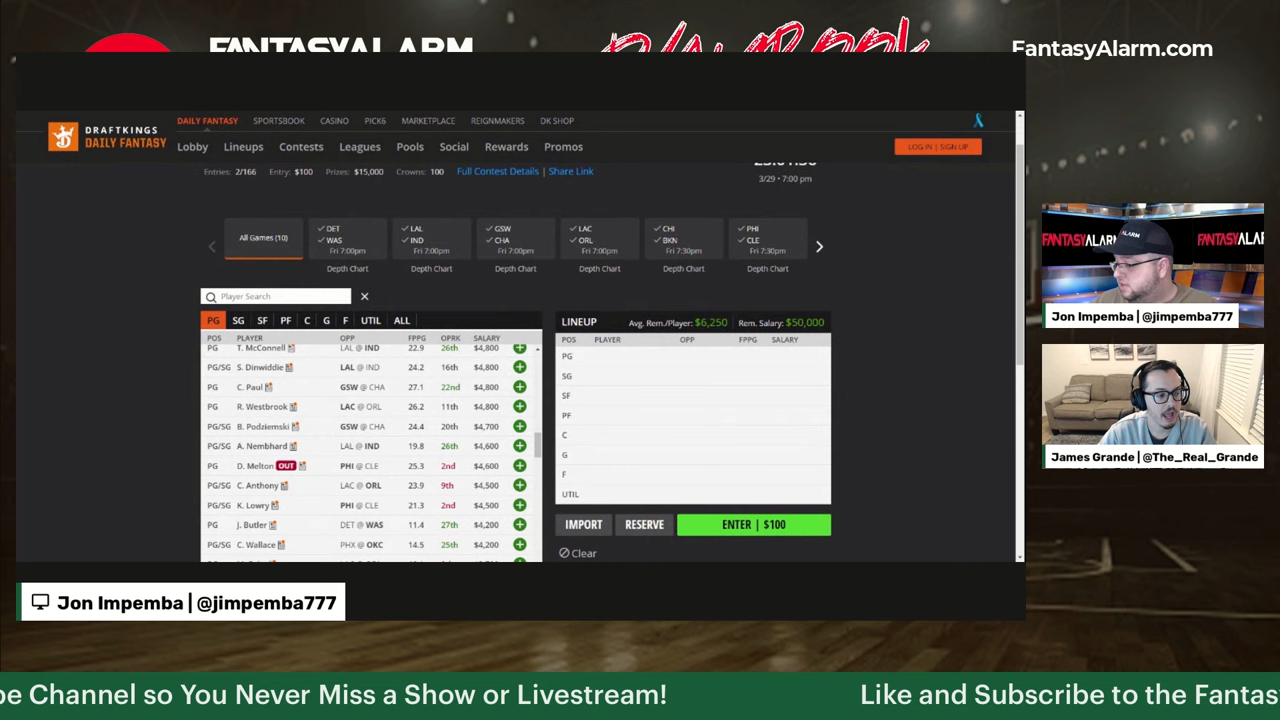 FANTASYALARM
PLAYBOOK
FantasyAlarm.com
DRAFTKINGS
DAILY FANTASY
DAILY FANTASY SPORTSBOOK CASINO PICK6 MARKETPLACE REIGNMAKERS DK SHOP
Lobby Lineups Contests Leagues Pools Social Rewards Promos
LOG IN | SIGN UP
Entries: 2/166 Entry: $100 Prizes: $15,000 Crowns: 100 Full Contest Details | Share Link
3/29 • 7:00 pm
All Games (10)
DET
WAS
Fri 7:00pm
Depth Chart
LAL
IND
Fri 7:00pm
Depth Chart
GSW
CHA
Fri 7:00pm
Depth Chart
LAC
ORL
Fri 7:00pm
Depth Chart
CHI
BKN
Fri 7:30pm
Depth Chart
PHI
CLE
Fri 7:30pm
Depth Chart
Player Search
PG SG SF PF C G F UTIL ALL
POS PLAYER OPP FPPG OPRK SALARY
PG T. McConnell LAL @ IND 22.9 26th $4,800
PG/SG S. Dinwiddie LAL @ IND 24.2 16th $4,800
PG C. Paul GSW @ CHA 27.1 22nd $4,800
PG R. Westbrook LAC @ ORL 26.2 11th $4,800
PG/SG B. Podziemski GSW @ CHA 24.4 20th $4,700
PG/SG A. Nembhard LAL @ IND 19.8 26th $4,600
PG D. Melton OUT PHI @ CLE 25.3 2nd $4,600
PG/SG C. Anthony LAC @ ORL 23.9 9th $4,500
PG/SG K. Lowry PHI @ CLE 21.3 2nd $4,500
PG J. Butler DET @ WAS 11.4 27th $4,200
PG/SG C. Wallace PHX @ OKC 14.5 25th $4,200
LINEUP Avg. Rem./Player: $6,250 Rem. Salary: $50,000
POS PLAYER OPP FPPG SALARY
PG
SG
SF
PF
C
G
F
UTIL
IMPORT RESERVE ENTER | $100
Clear
Jon Impemba | @jimpemba777
James Grande | @The_Real_Grande
Jon Impemba | @jimpemba777
be Channel so You Never Miss a Show or Livestream! Like and Subscribe to the Fantas